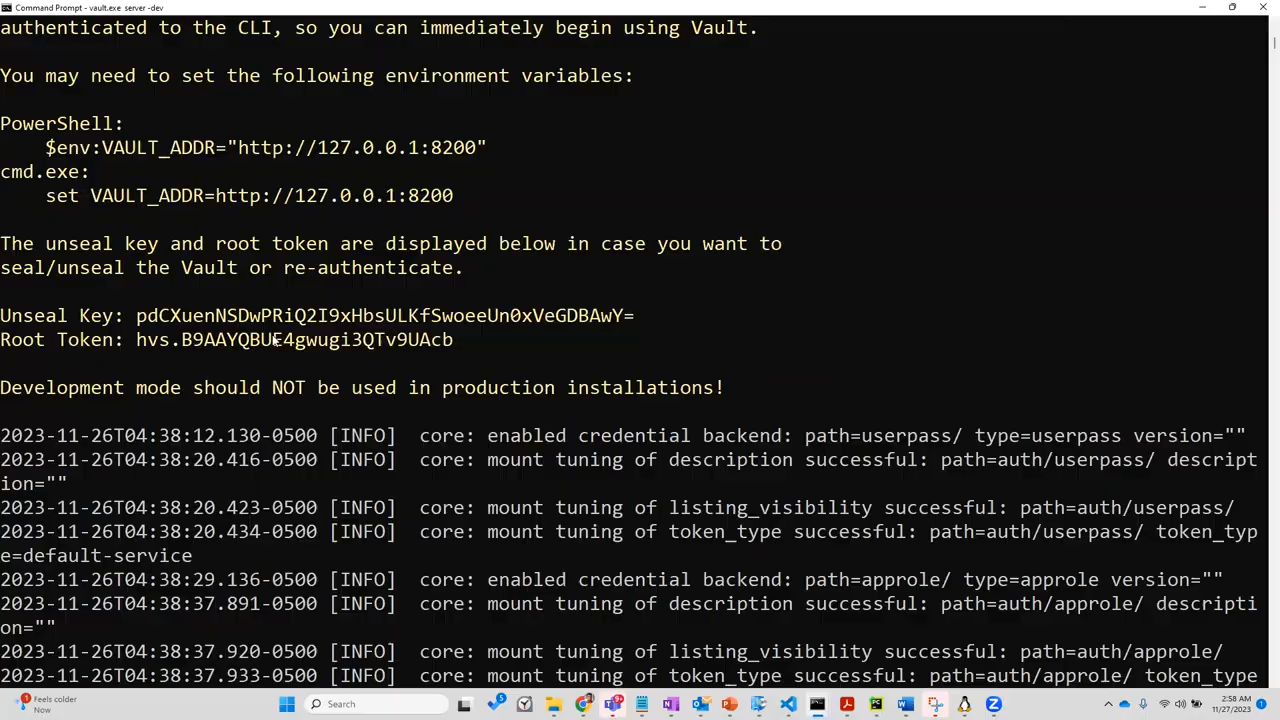 Command Prompt - vault.exe server -dev
authenticated to the CLI, so you can immediately begin using Vault.
You may need to set the following environment variables:
PowerShell:
$env:VAULT_ADDR="http://127.0.0.1:8200"
cmd.exe:
set VAULT_ADDR=http://127.0.0.1:8200
The unseal key and root token are displayed below in case you want to
seal/unseal the Vault or re-authenticate.
Unseal Key: pdCXuenNSDwPRiQ2I9xHbsULKfSwoeeUn0xVeGDBAwY=
Root Token: hvs.B9AAYQBUE4gwugi3QTv9UAcb
Development mode should NOT be used in production installations!
2023-11-26T04:38:12.130-0500 [INFO]  core: enabled credential backend: path=userpass/ type=userpass version=""
2023-11-26T04:38:20.416-0500 [INFO]  core: mount tuning of description successful: path=auth/userpass/ descript
ion=""
2023-11-26T04:38:20.423-0500 [INFO]  core: mount tuning of listing_visibility successful: path=auth/userpass/
2023-11-26T04:38:20.434-0500 [INFO]  core: mount tuning of token_type successful: path=auth/userpass/ token_typ
e=default-service
2023-11-26T04:38:29.136-0500 [INFO]  core: enabled credential backend: path=approle/ type=approle version=""
2023-11-26T04:38:37.891-0500 [INFO]  core: mount tuning of description successful: path=auth/approle/ descripti
on=""
2023-11-26T04:38:37.920-0500 [INFO]  core: mount tuning of listing_visibility successful: path=auth/approle/
2023-11-26T04:38:37.933-0500 [INFO]  core: mount tuning of token_type successful: path=auth/approle/ token_type
Feels colder
Now
Search
2:58 AM
11/27/2023